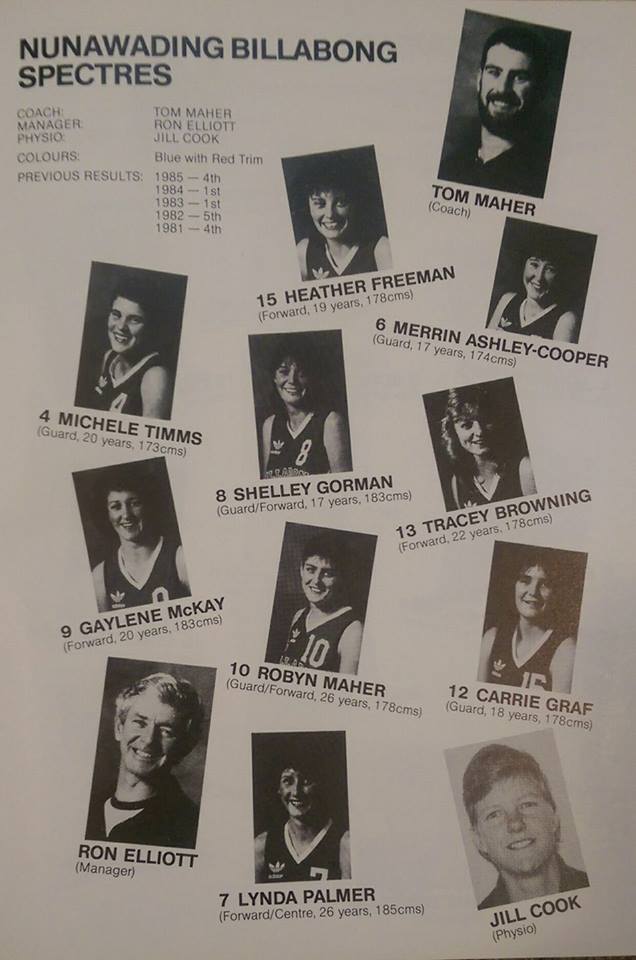 NUNAWADING BILLABONG
SPECTRES
COACH: TOM MAHER
MANAGER: RON ELLIOTT
PHYSIO: JILL COOK
COLOURS: Blue with Red Trim
PREVIOUS RESULTS: 1985 — 4th
1984 — 1st
1983 — 1st
1982 — 5th
1981 — 4th
TOM MAHER
(Coach)
15 HEATHER FREEMAN
(Forward, 19 years, 178cms)
6 MERRIN ASHLEY-COOPER
(Guard, 17 years, 174cms)
4
4 MICHELE TIMMS
(Guard, 20 years, 173cms)
8
8 SHELLEY GORMAN
(Guard/Forward, 17 years, 183cms)
13 TRACEY BROWNING
(Forward, 22 years, 178cms)
9 GAYLENE McKAY
(Forward, 20 years, 183cms)
10
10 ROBYN MAHER
(Guard/Forward, 26 years, 178cms)
15
12 CARRIE GRAF
(Guard, 18 years, 178cms)
RON ELLIOTT
(Manager)
7
7 LYNDA PALMER
(Forward/Centre, 26 years, 185cms)
JILL COOK
(Physio)